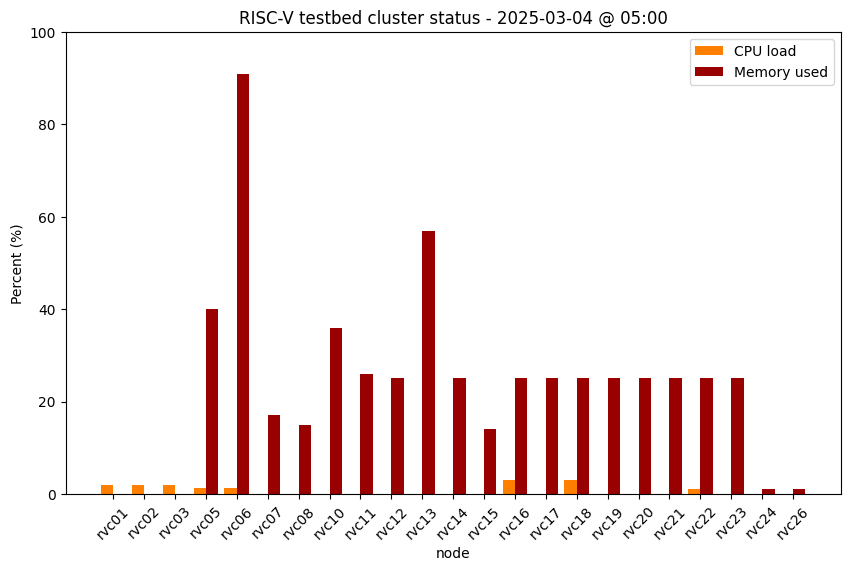 RISC-V testbed cluster status - 2025-03-04 @ 05:00
CPU load
Memory used
Percent (%)
100
80
60
40
20
0
rvc01 rvc02 rvc03 rvc05 rvc06 rvc07 rvc08 rvc10 rvc11 rvc12 rvc13 rvc14 rvc15 rvc16 rvc17 rvc18 rvc19 rvc20 rvc21 rvc22 rvc23 rvc24 rvc26
node